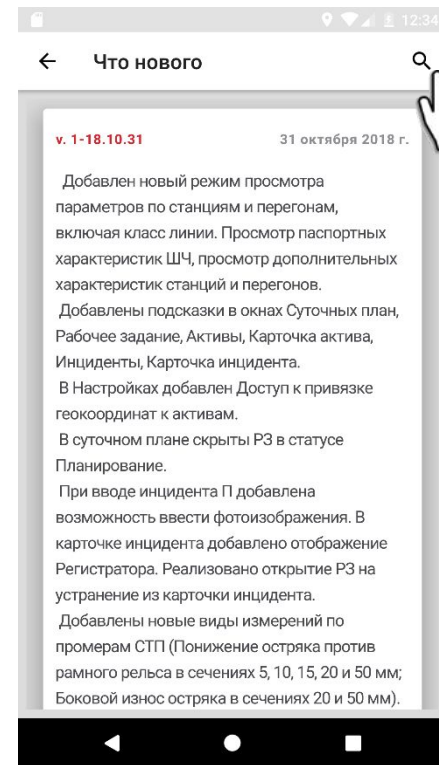 12:34
Что нового
v. 1-18.10.31 31 октября 2018 г.
Добавлен новый режим просмотра
параметров по станциям и перегонам,
включая класс линии. Просмотр паспортных
характеристик ШЧ, просмотр дополнительных
характеристик станций и перегонов.
Добавлены подсказки в окнах Суточных план,
Рабочее задание, Активы, Карточка актива,
Инциденты, Карточка инцидента.
В Настройках добавлен Доступ к привязке
геокоординат к активам.
В суточном плане скрыты РЗ в статусе
Планирование.
При вводе инцидента П добавлена
возможность ввести фотоизображения. В
карточке инцидента добавлено отображение
Регистратора. Реализовано открытие РЗ на
устранение из карточки инцидента.
Добавлены новые виды измерений по
промерам СТП (Понижение остряка против
рамного рельса в сечениях 5, 10, 15, 20 и 50 мм;
Боковой износ остряка в сечениях 20 и 50 мм).